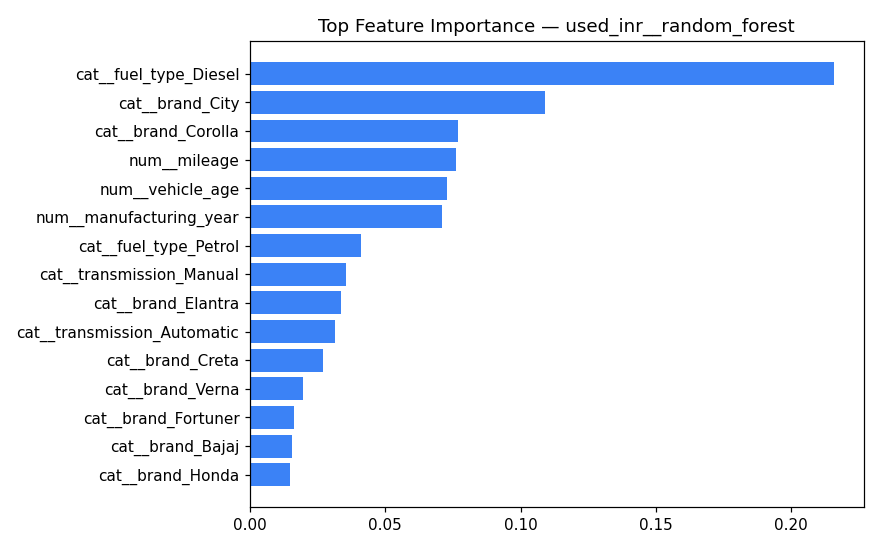 Top Feature Importance — used_inr__random_forest
cat__fuel_type_Diesel
cat__brand_City
cat__brand_Corolla
num__mileage
num__vehicle_age
num__manufacturing_year
cat__fuel_type_Petrol
cat__transmission_Manual
cat__brand_Elantra
cat__transmission_Automatic
cat__brand_Creta
cat__brand_Verna
cat__brand_Fortuner
cat__brand_Bajaj
cat__brand_Honda
0.00 0.05 0.10 0.15 0.20